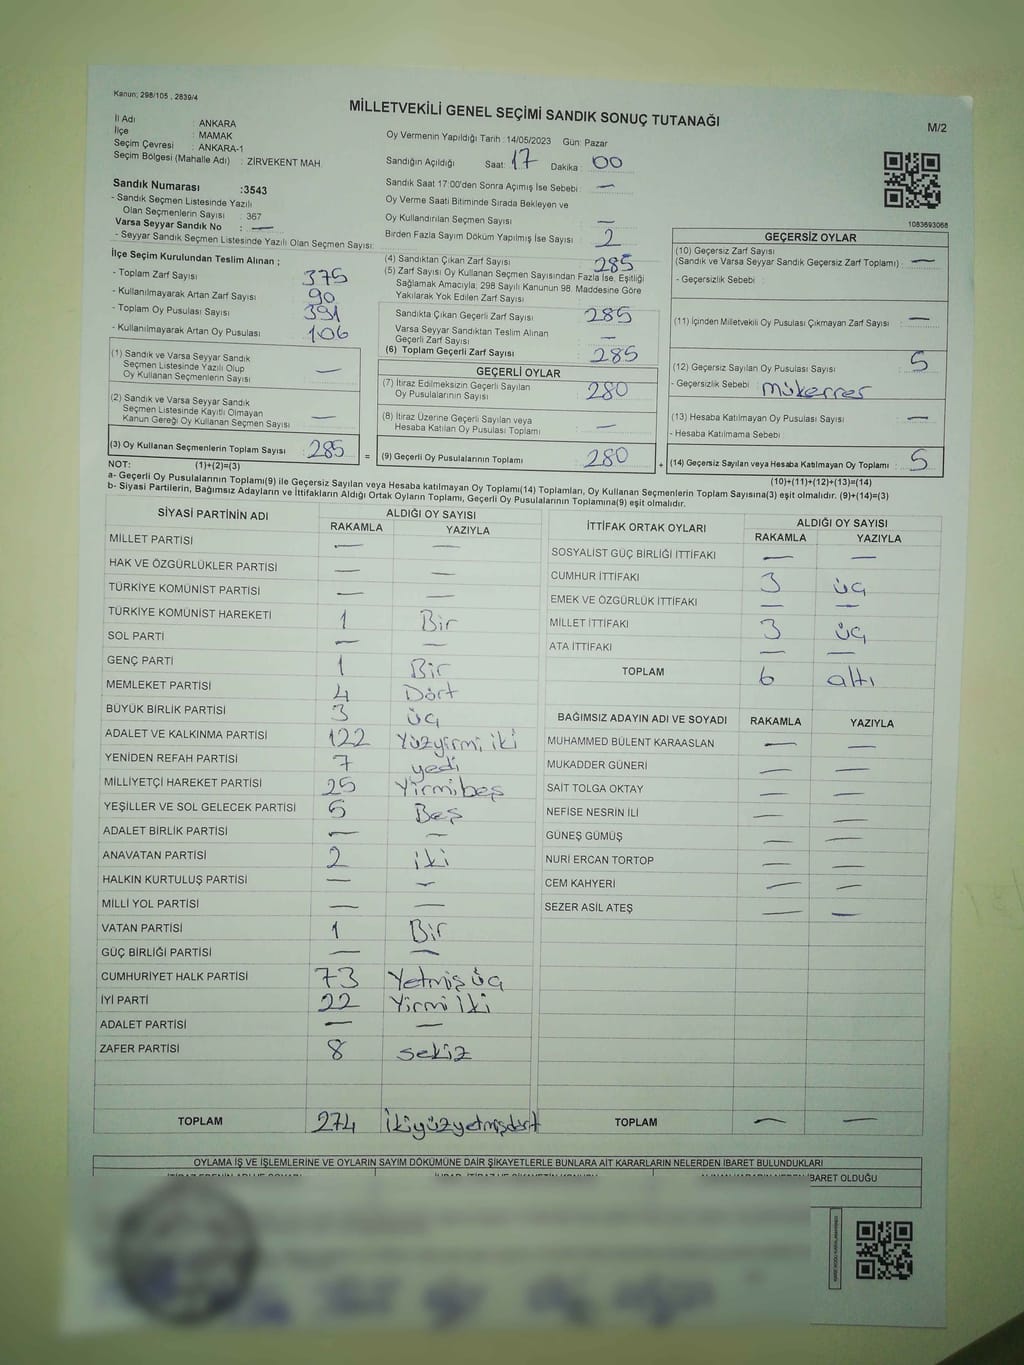 Kanun; 298/105 , 2839/4
MİLLETVEKİLİ GENEL SEÇİMİ SANDIK SONUÇ TUTANAĞI
M/2
İl Adı : ANKARA
İlçe : MAMAK
Seçim Çevresi : ANKARA-1
Seçim Bölgesi (Mahalle Adı) : ZİRVEKENT MAH.
Oy Vermenin Yapıldığı Tarih : 14/05/2023 Gün: Pazar
Sandığın Açıldığı Saat: 17 Dakika : 00
Sandık Saat 17:00'den Sonra Açımış İse Sebebi : —
Oy Verme Saati Bitiminde Sırada Bekleyen ve
Oy Kullandırılan Seçmen Sayısı : —
Birden Fazla Sayım Döküm Yapılmış İse Sayısı : 2
Sandık Numarası :3543
- Sandık Seçmen Listesinde Yazılı
Olan Seçmenlerin Sayısı : 367
Varsa Seyyar Sandık No : —
- Seyyar Sandık Seçmen Listesinde Yazılı Olan Seçmen Sayısı:
1083693068
İlçe Seçim Kurulundan Teslim Alınan ;
- Toplam Zarf Sayısı : 375
- Kullanılmayarak Artan Zarf Sayısı : 90
- Toplam Oy Pusulası Sayısı : 391
- Kullanılmayarak Artan Oy Pusulası : 106
(1) Sandık ve Varsa Seyyar Sandık
Seçmen Listesinde Yazılı Olup
Oy Kullanan Seçmenlerin Sayısı : —
(2) Sandık ve Varsa Seyyar Sandık
Seçmen Listesinde Kayıtlı Olmayan
Kanun Gereği Oy Kullanan Seçmen Sayısı : —
(3) Oy Kullanan Seçmenlerin Toplam Sayısı : 285
(4) Sandıktan Çıkan Zarf Sayısı : 285
(5) Zarf Sayısı Oy Kullanan Seçmen Sayısından Fazla İse, Eşitliği
Sağlamak Amacıyla; 298 Sayılı Kanunun 98. Maddesine Göre
Yakılarak Yok Edilen Zarf Sayısı :
Sandıkta Çıkan Geçerli Zarf Sayısı : 285
Varsa Seyyar Sandıktan Teslim Alınan
Geçerli Zarf Sayısı : —
(6) Toplam Geçerli Zarf Sayısı : 285
GEÇERLİ OYLAR
(7) İtiraz Edilmeksizin Geçerli Sayılan
Oy Pusulalarının Sayısı : 280
(8) İtiraz Üzerine Geçerli Sayılan veya
Hesaba Katılan Oy Pusulası Toplamı : —
= (9) Geçerli Oy Pusulalarının Toplamı : 280
GEÇERSİZ OYLAR
(10) Geçersiz Zarf Sayısı
(Sandık ve Varsa Seyyar Sandık Geçersiz Zarf Toplamı) : —
- Geçersizlik Sebebi :
(11) İçinden Milletvekili Oy Pusulası Çıkmayan Zarf Sayısı : —
(12) Geçersiz Sayılan Oy Pusulası Sayısı : 5
- Geçersizlik Sebebi : Mükerrer
(13) Hesaba Katılmayan Oy Pusulası Sayısı : —
- Hesaba Katılmama Sebebi
+ (14) Geçersiz Sayılan veya Hesaba Katılmayan Oy Toplamı : 5
NOT: (1)+(2)=(3)
(10)+(11)+(12)+(13)=(14)
a- Geçerli Oy Pusulalarının Toplamı(9) ile Geçersiz Sayılan veya Hesaba katılmayan Oy Toplamı(14) Toplamları, Oy Kullanan Seçmenlerin Toplam Sayısına(3) eşit olmalıdır. (9)+(14)=(3)
b- Siyasi Partilerin, Bağımsız Adayların ve İttifakların Aldığı Ortak Oyların Toplamı, Geçerli Oy Pusulalarının Toplamına(9) eşit olmalıdır.
SİYASİ PARTİNİN ADI ALDIĞI OY SAYISI
RAKAMLA YAZIYLA
MİLLET PARTİSİ — —
HAK VE ÖZGÜRLÜKLER PARTİSİ — —
TÜRKİYE KOMÜNİST PARTİSİ — —
TÜRKİYE KOMÜNİST HAREKETİ 1 Bir
SOL PARTİ — —
GENÇ PARTİ 1 Bir
MEMLEKET PARTİSİ 4 Dört
BÜYÜK BİRLİK PARTİSİ 3 üç
ADALET VE KALKINMA PARTİSİ 122 Yüzyirmi iki
YENİDEN REFAH PARTİSİ 7 yedi
MİLLİYETÇİ HAREKET PARTİSİ 25 Yirmibeş
YEŞİLLER VE SOL GELECEK PARTİSİ 5 Beş
ADALET BİRLİK PARTİSİ — —
ANAVATAN PARTİSİ 2 iki
HALKIN KURTULUŞ PARTİSİ — —
MİLLİ YOL PARTİSİ — —
VATAN PARTİSİ 1 Bir
GÜÇ BİRLİĞİ PARTİSİ — —
CUMHURİYET HALK PARTİSİ 73 Yetmiş üç
İYİ PARTİ 22 Yirmi İki
ADALET PARTİSİ — —
ZAFER PARTİSİ 8 sekiz
TOPLAM 274 İkiyüzyetmişdört
İTTİFAK ORTAK OYLARI ALDIĞI OY SAYISI
RAKAMLA YAZIYLA
SOSYALİST GÜÇ BİRLİĞİ İTTİFAKI — —
CUMHUR İTTİFAKI 3 üç
EMEK VE ÖZGÜRLÜK İTTİFAKI — —
MİLLET İTTİFAKI 3 üç
ATA İTTİFAKI — —
TOPLAM 6 altı
BAĞIMSIZ ADAYIN ADI VE SOYADI RAKAMLA YAZIYLA
MUHAMMED BÜLENT KARAASLAN — —
MUKADDER GÜNERİ — —
SAİT TOLGA OKTAY — —
NEFİSE NESRİN İLİ — —
GÜNEŞ GÜMÜŞ — —
NURİ ERCAN TORTOP — —
CEM KAHYERİ — —
SEZER ASİL ATEŞ — —
TOPLAM — —
OYLAMA İŞ VE İŞLEMLERİNE VE OYLARIN SAYIM DÖKÜMÜNE DAİR ŞİKAYETLERLE BUNLARA AİT KARARLARIN NELERDEN İBARET BULUNDUKLARI
İBARET OLDUĞU